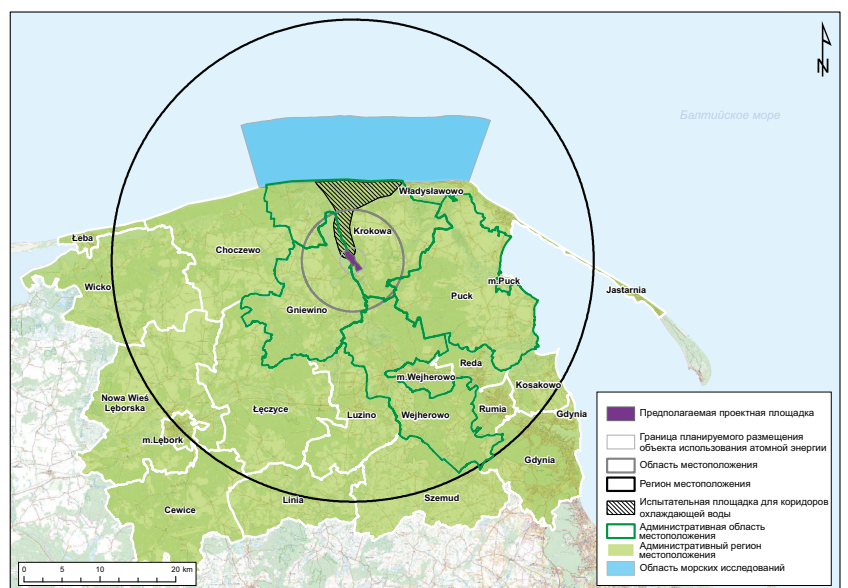 N
Балтийское море
Władysławowo
Łeba
Krokowa
Choczewo
Wicko
m.Puck
Puck
Jastarnia
Gniewino
Reda
m.Wejherowo
Kosakowo
Nowa Wieś
Lęborska
Łęczyce
Luzino
Wejherowo
Rumia
Gdynia
m.Lębork
Gdynia
Linia
Szemud
Cewice
Предполагаемая проектная площадка
Граница планируемого размещения
объекта использования атомной энергии
Область местоположения
Регион местоположения
Испытательная площадка для коридоров
охлаждающей воды
Административная область
местоположения
Административный регион
местоположения
Область морских исследований
0 5 10 20 km